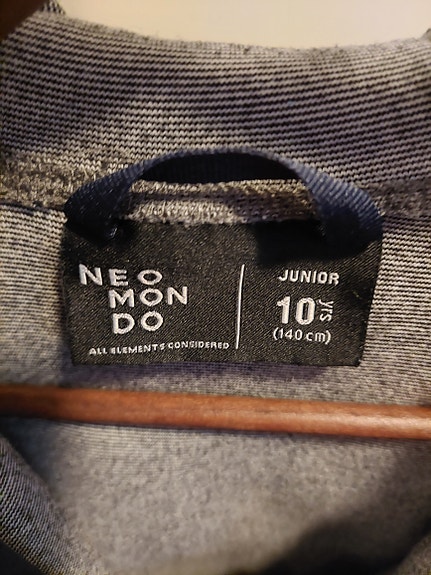 NEO
MON
DO
ALL ELEMENTS CONSIDERED
JUNIOR
10 yrs
(140 cm)